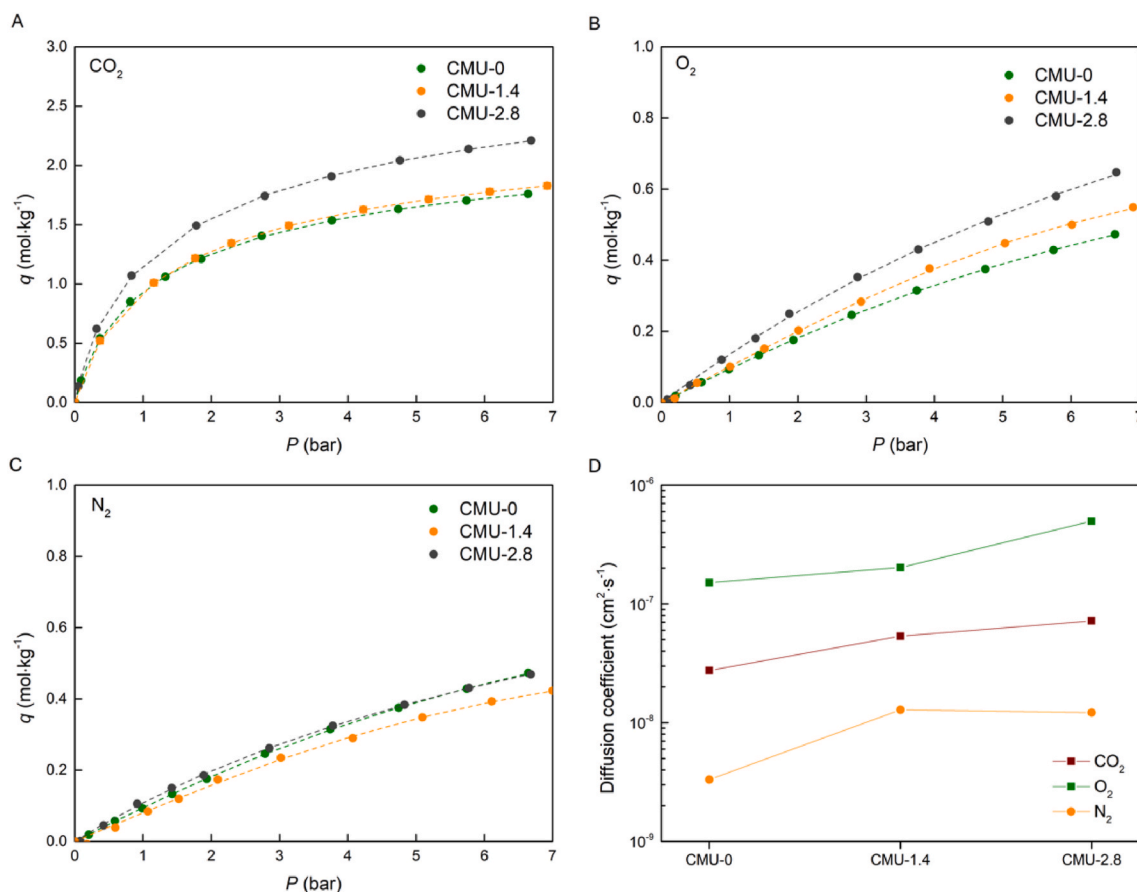 A
CO₂
CMU-0
CMU-1.4
CMU-2.8
q (mol·kg⁻¹)
3.0
2.5
2.0
1.5
1.0
0.5
0.0
0 1 2 3 4 5 6 7
P (bar)
B
O₂
CMU-0
CMU-1.4
CMU-2.8
q (mol·kg⁻¹)
1.0
0.8
0.6
0.4
0.2
0.0
0 1 2 3 4 5 6 7
P (bar)
C
N₂
CMU-0
CMU-1.4
CMU-2.8
q (mol·kg⁻¹)
1.0
0.8
0.6
0.4
0.2
0.0
0 1 2 3 4 5 6 7
P (bar)
D
Diffusion coefficient (cm²·s⁻¹)
10⁻⁶
10⁻⁷
10⁻⁸
10⁻⁹
CO₂
O₂
N₂
CMU-0 CMU-1.4 CMU-2.8